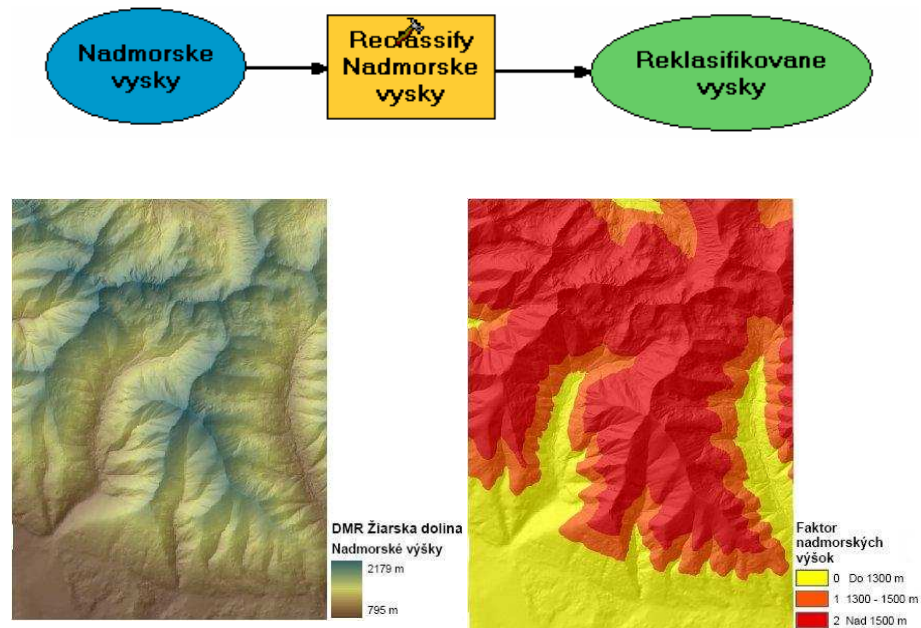 Nadmorske
vysky
Reclassify
Nadmorske
vysky
Reklasifikovane
vysky
DMR Žiarska dolina
Nadmorské výšky
2179 m
795 m
Faktor
nadmorských
výšok
0 Do 1300 m
1 1300 - 1500 m
2 Nad 1500 m